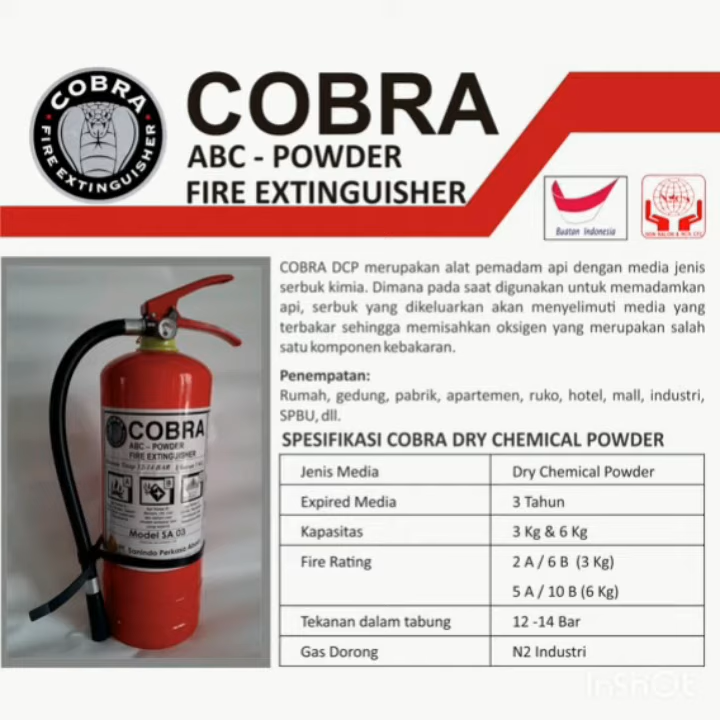 COBRA
FIRE EXTINGUISHER
COBRA
ABC - POWDER
FIRE EXTINGUISHER
Buatan Indonesia
COBRA DCP merupakan alat pemadam api dengan media jenis
serbuk kimia. Dimana pada saat digunakan untuk memadamkan
api, serbuk yang dikeluarkan akan menyelimuti media yang
terbakar sehingga memisahkan oksigen yang merupakan salah
satu komponen kebakaran.
Penempatan:
Rumah, gedung, pabrik, apartemen, ruko, hotel, mall, industri,
SPBU, dll.
SPESIFIKASI COBRA DRY CHEMICAL POWDER
Jenis Media Dry Chemical Powder
Expired Media 3 Tahun
Kapasitas 3 Kg & 6 Kg
Fire Rating 2 A / 6 B (3 Kg)
5 A / 10 B (6 Kg)
Tekanan dalam tabung 12 -14 Bar
Gas Dorong N2 Industri
COBRA
ABC - POWDER
FIRE EXTINGUISHER
Model SA 03
Sanindo Perkasa
InShOt